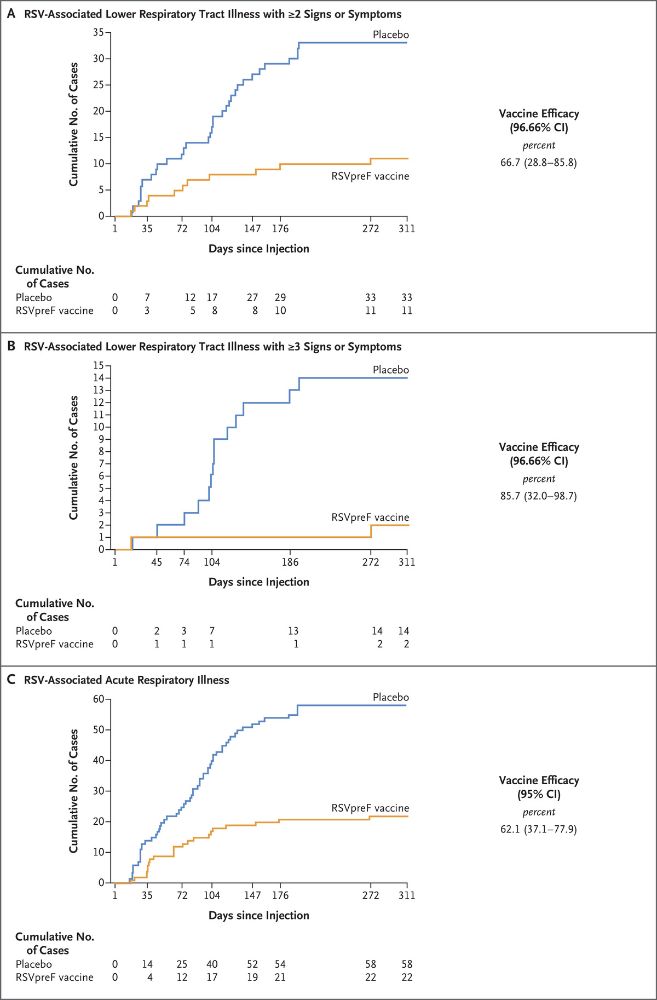 A RSV-Associated Lower Respiratory Tract Illness with ≥2 Signs or Symptoms
Cumulative No. of Cases
35
30
25
20
15
10
5
0
Placebo
RSVpreF vaccine
1 35 72 104 147 176 272 311
Days since Injection
Vaccine Efficacy
(96.66% CI)
percent
66.7 (28.8–85.8)
Cumulative No.
of Cases
Placebo 0 7 12 17 27 29 33 33
RSVpreF vaccine 0 3 5 8 8 10 11 11
B RSV-Associated Lower Respiratory Tract Illness with ≥3 Signs or Symptoms
Cumulative No. of Cases
15
14
13
12
11
10
9
8
7
6
5
4
3
2
1
0
Placebo
RSVpreF vaccine
1 45 74 104 186 272 311
Days since Injection
Vaccine Efficacy
(96.66% CI)
percent
85.7 (32.0–98.7)
Cumulative No.
of Cases
Placebo 0 2 3 7 13 14 14
RSVpreF vaccine 0 1 1 1 1 2 2
C RSV-Associated Acute Respiratory Illness
Cumulative No. of Cases
60
50
40
30
20
10
0
Placebo
RSVpreF vaccine
1 35 72 104 147 176 272 311
Days since Injection
Vaccine Efficacy
(95% CI)
percent
62.1 (37.1–77.9)
Cumulative No.
of Cases
Placebo 0 14 25 40 52 54 58 58
RSVpreF vaccine 0 4 12 17 19 21 22 22